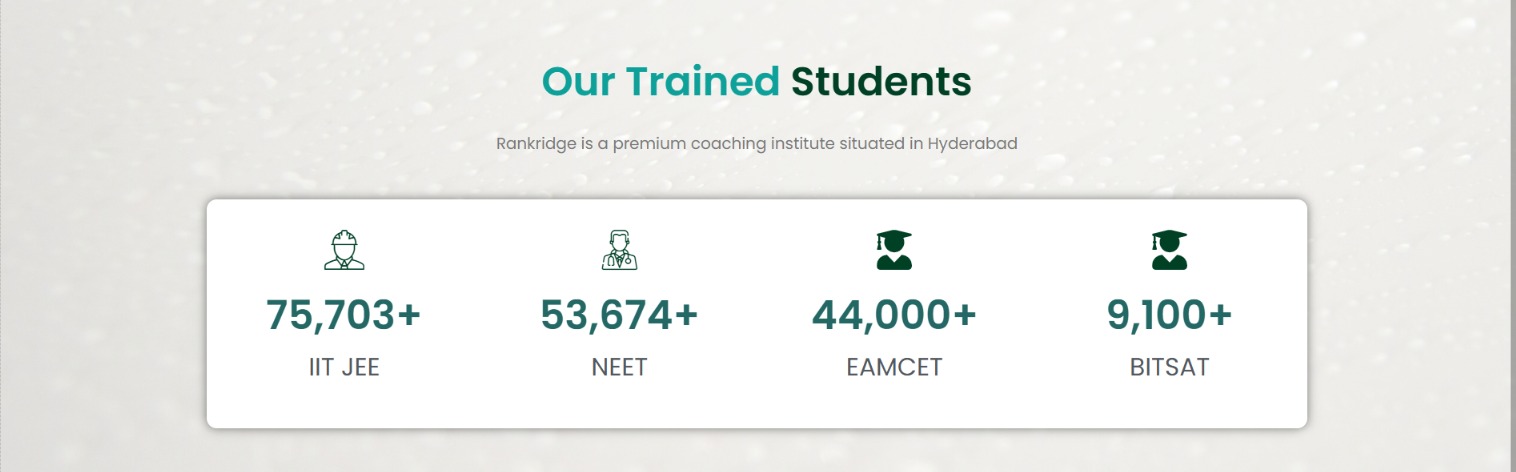 Our Trained Students
Rankridge is a premium coaching institute situated in Hyderabad
75,703+ 53,674+ 44,000+ 9,100+
IIT JEE NEET EAMCET BITSAT